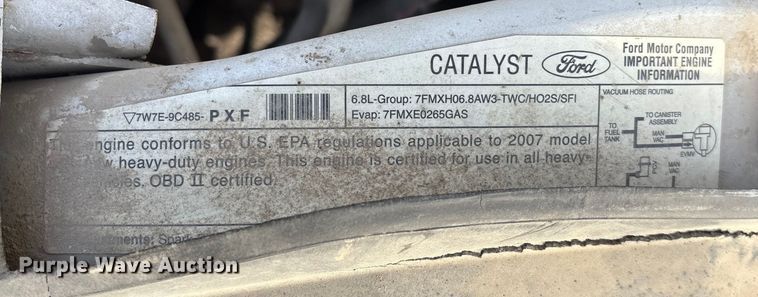 CATALYST Ford
Ford Motor Company
IMPORTANT ENGINE
INFORMATION
▽7W7E-9C485- PXF
6.8L-Group: 7FMXH06.8AW3-TWC/HO2S/SFI
Evap: 7FMXE0265GAS
VACUUM HOSE ROUTING
engine conforms to U.S. EPA regulations applicable to 2007 model
heavy-duty engines. This engine is certified for use in all heavy-
OBD II certified.
TO FUEL TANK
TO CANISTER ASSEMBLY
MAN VAC
EVMV
PCV
MAN VAC
Purple Wave Auction